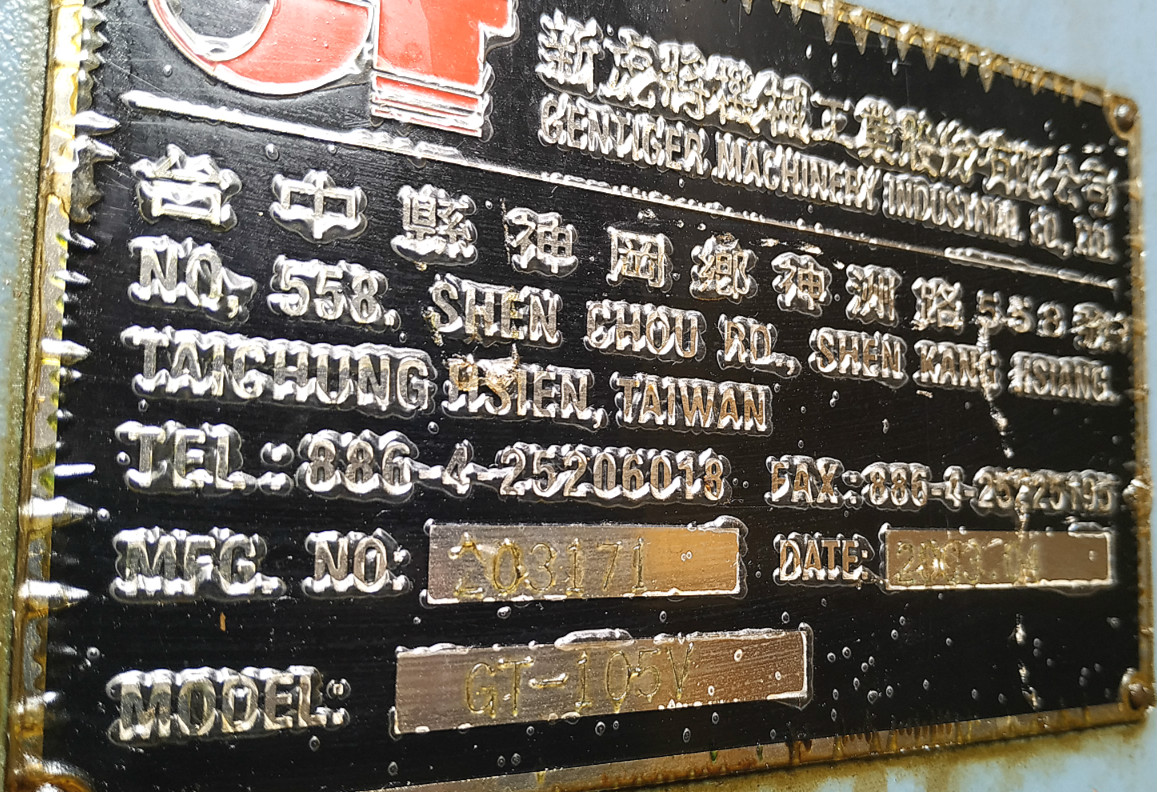 新虎將機械工業股份有限公司
GENTIGER MACHINERY INDUSTRIAL CO., LTD.
台中縣神岡鄉神洲路558號
NO, 558. SHEN CHOU RD., SHEN KANG HSIANG.
TAICHUNG HSIEN, TAIWAN
TEL.:886-4-25206018 FAX.:886-4-25225195
MFG. NO: 203171 DATE:
MODEL: GT-105V